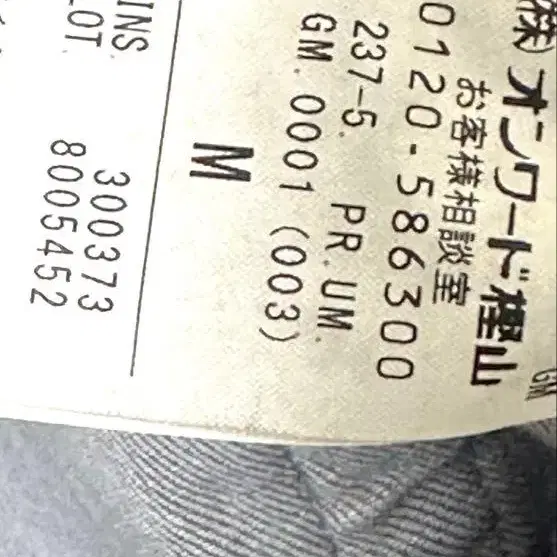 (株)オンワード樫山
お客様相談室
0120-586300
237-5. PR.UM.
GM.0001 (003)
M
INS. 300373
LOT 8005452
GM